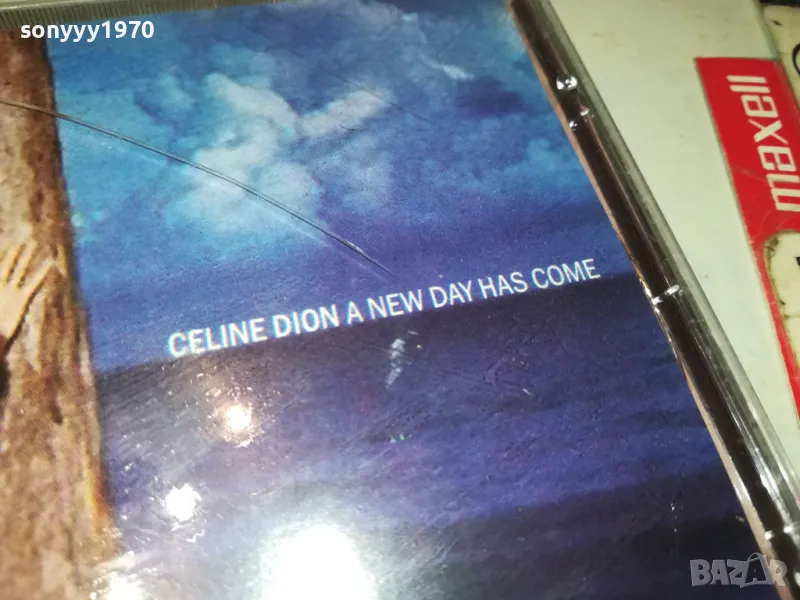 sonyyy1970
maxell
CELINE DION A NEW DAY HAS COME
BAZAR